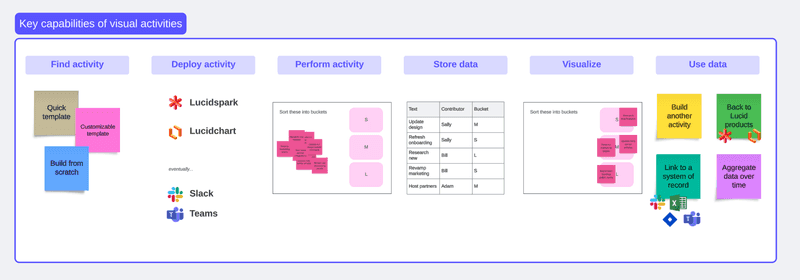 Key capabilities of visual activities
Find activity
Deploy activity
Perform activity
Store data
Visualize
Use data
Quick
template
Customizable
template
Build from
scratch
Lucidspark
Lucidchart
eventually...
Slack
Teams
Sort these into buckets
S
M
L
Test Contributor Bucket
Update
design Sally M
Refresh
onboarding Sally S
Research
new Bill L
Revamp
marketing Bill S
Host partners Adam M
Sort these into buckets
S
M
L
Build
another
activity
Back to
Lucid
products
Link to a
system of
record
Aggregate
data over
time